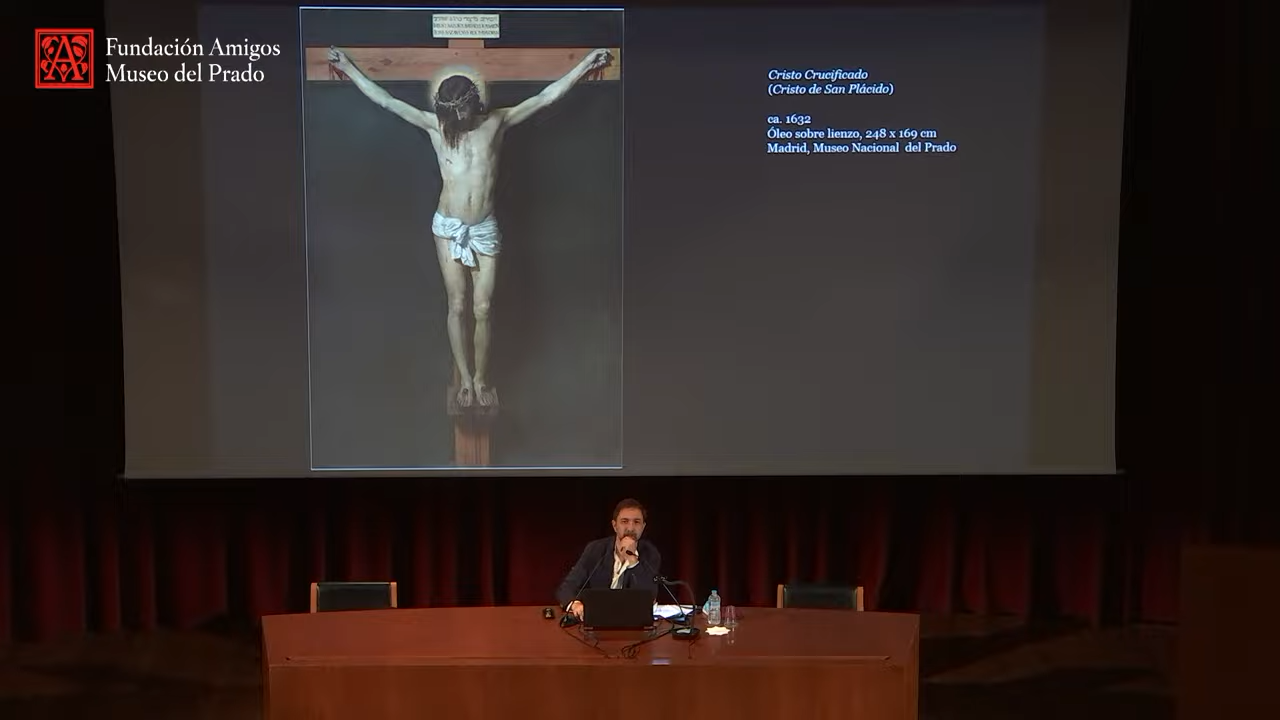 Fundación Amigos
Museo del Prado
Cristo Crucificado
(Cristo de San Plácido)
ca. 1632
Óleo sobre lienzo, 248 x 169 cm
Madrid, Museo Nacional del Prado